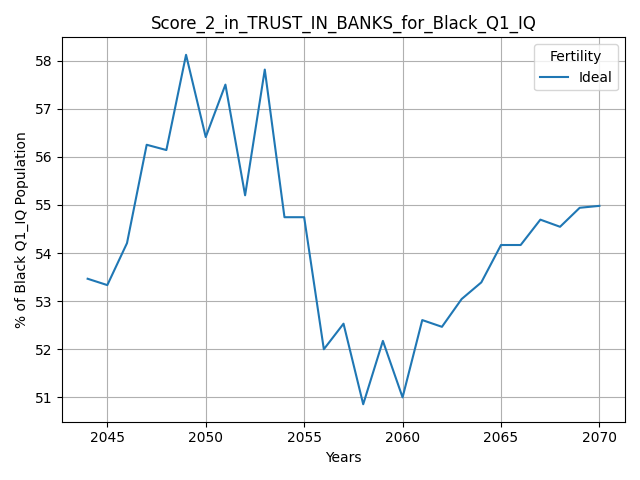 Score_2_in_TRUST_IN_BANKS_for_Black_Q1_IQ
Fertility
Ideal
% of Black Q1_IQ Population
58
57
56
55
54
53
52
51
2045
2050
2055
2060
2065
2070
Years